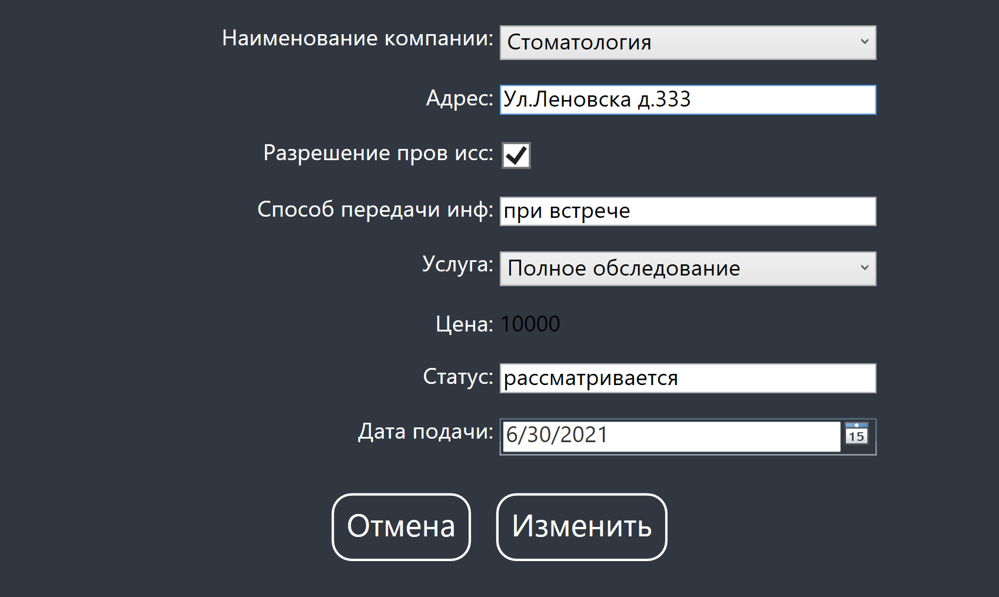 Наименование компании: Стоматология
Адрес: Ул.Леновска д.333
Разрешение пров исс:
Способ передачи инф: при встрече
Услуга: Полное обследование
Цена: 10000
Статус: рассматривается
Дата подачи: 6/30/2021 15
Отмена Изменить